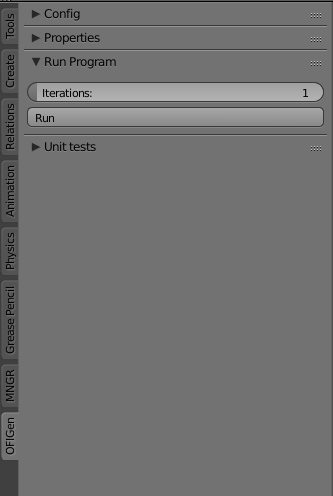 Config
Properties
Run Program
Iterations: 1
Run
Unit tests
Tools
Create
Relations
Animation
Physics
Grease Pencil
MNGR
OFIGen